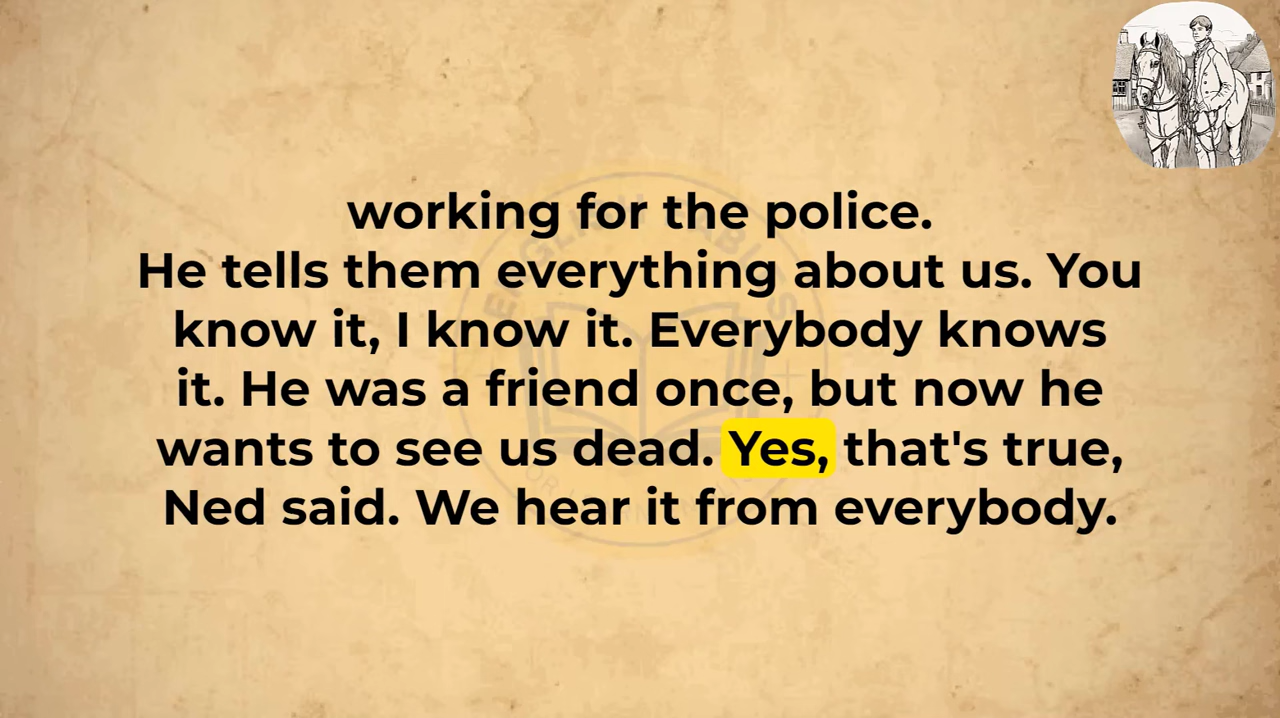 working for the police.
He tells them everything about us. You
know it, I know it. Everybody knows
it. He was a friend once, but now he
wants to see us dead. Yes, that's true,
Ned said. We hear it from everybody.